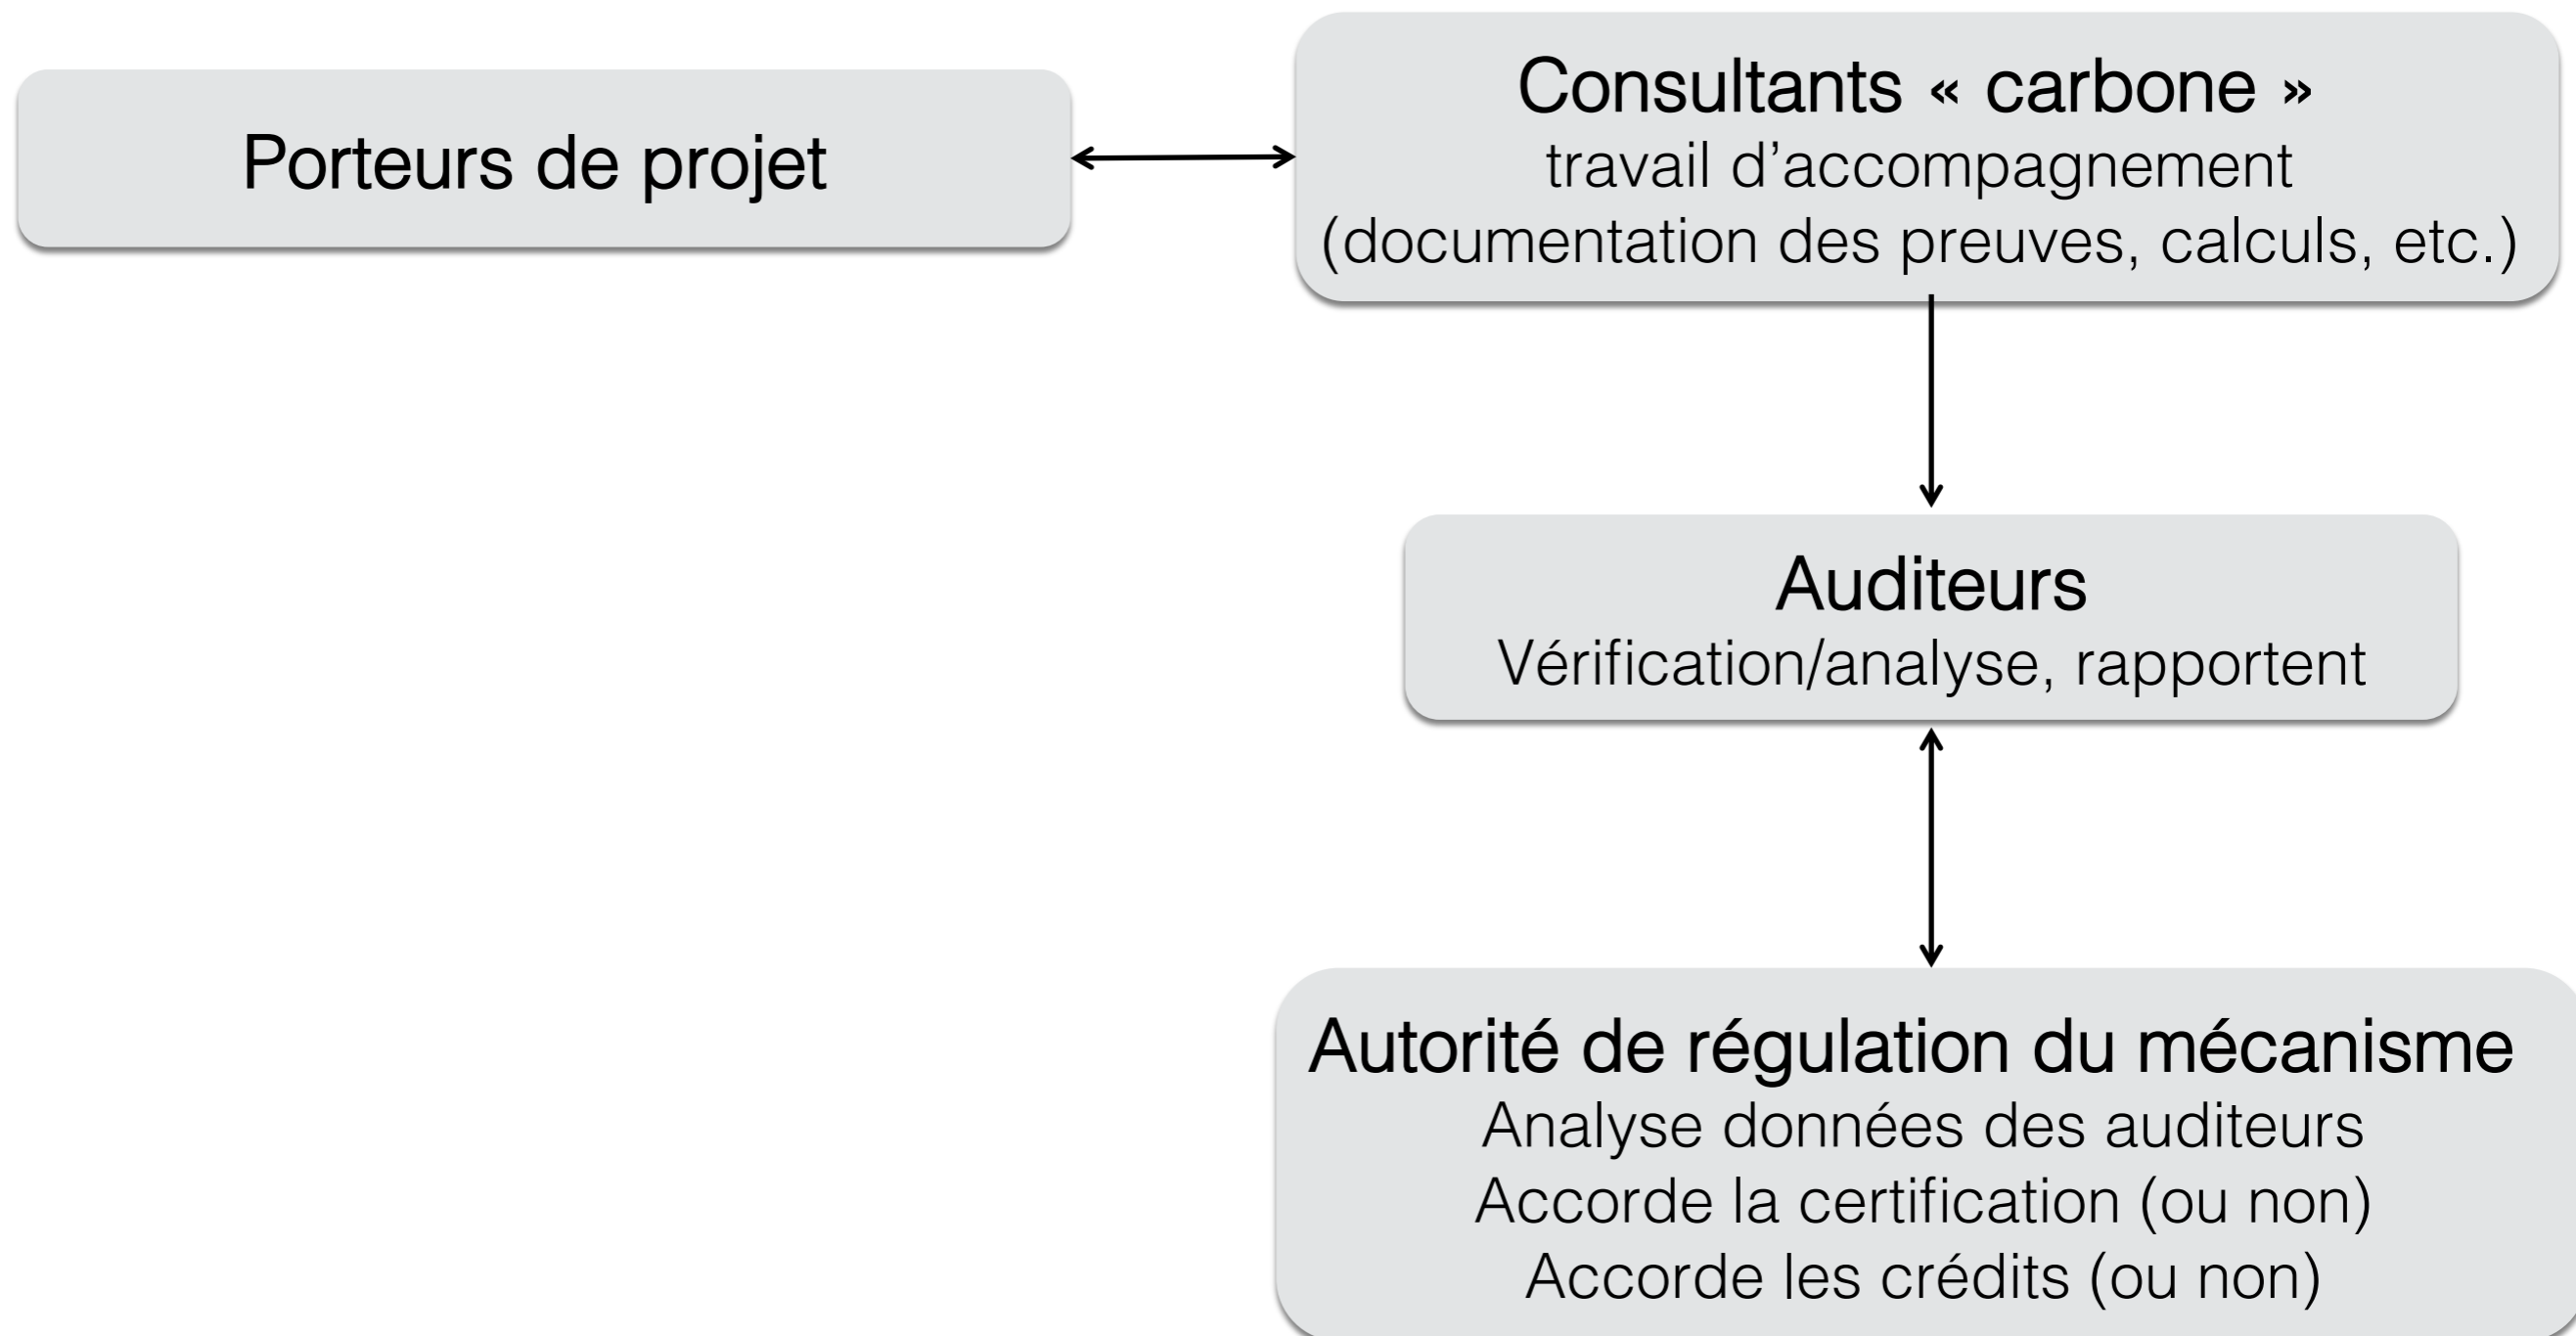 Porteurs de projet
Consultants « carbone »
travail d’accompagnement
(documentation des preuves, calculs, etc.)
Auditeurs
Vérification/analyse, rapportent
Autorité de régulation du mécanisme
Analyse données des auditeurs
Accorde la certification (ou non)
Accorde les crédits (ou non)